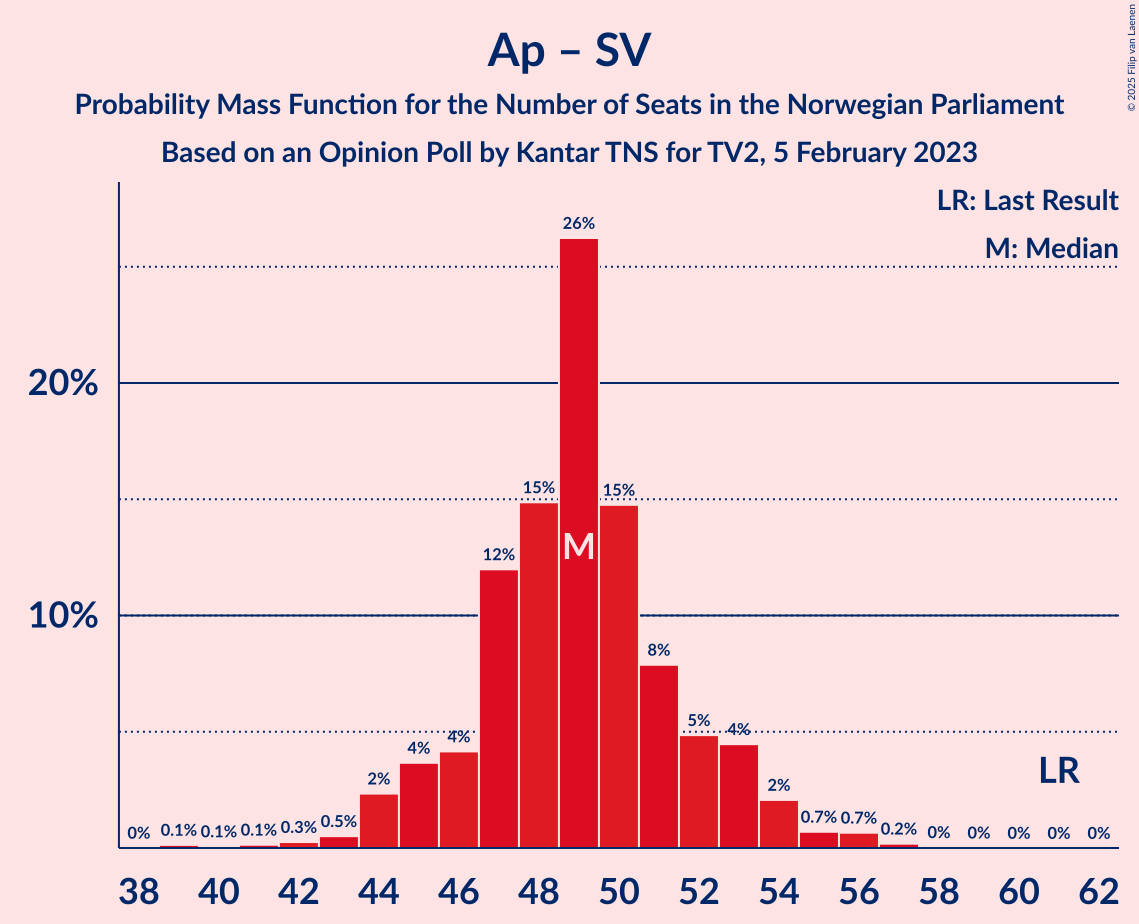 Ap – SV
Probability Mass Function for the Number of Seats in the Norwegian Parliament
Based on an Opinion Poll by Kantar TNS for TV2, 5 February 2023
© 2025 Filip van Laenen
LR: Last Result
M: Median
20%
10%
0% 0.1% 0.1% 0.1% 0.3% 0.5% 2% 4% 4% 12% 15% 26% 15% 8% 5% 4% 2% 0.7% 0.7% 0.2% 0% 0% 0% 0% 0%
M
LR
38 40 42 44 46 48 50 52 54 56 58 60 62